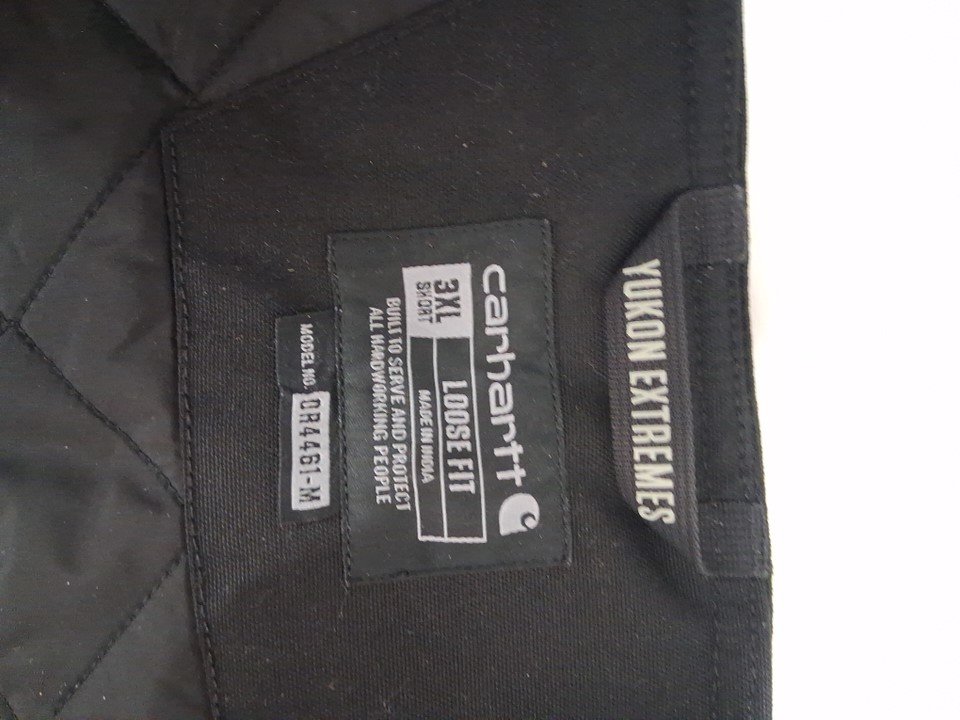 YUKON EXTREMES
carhartt
3XL
SHORT
LOOSE FIT
MADE IN INDIA
BUILT TO SERVE AND PROTECT
ALL HARDWORKING PEOPLE
MODEL NO. OR4461-M